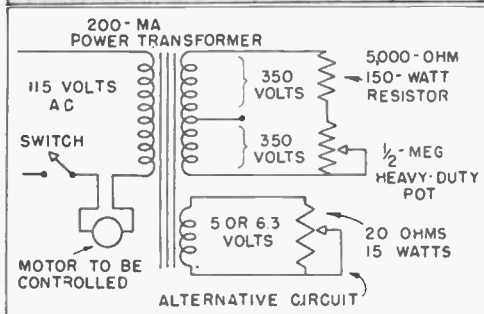 200-MA
POWER TRANSFORMER
115 VOLTS
AC
SWITCH
MOTOR TO BE
CONTROLLED
350
VOLTS
350
VOLTS
5,000-OHM
150-WATT
RESISTOR
1/2-MEG
HEAVY-DUTY
POT
5 OR 6.3
VOLTS
20 OHMS
15 WATTS
ALTERNATIVE CIRCUIT